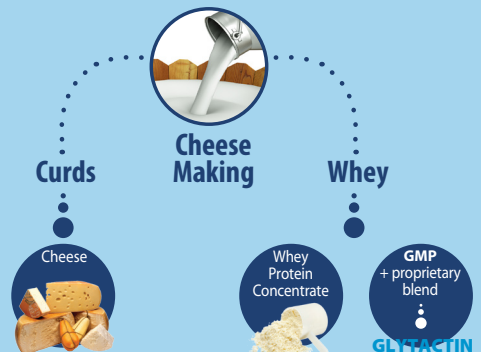 Cheese
Making
Curds
Whey
Cheese
Whey
Protein
Concentrate
GMP
+ proprietary
blend
GLYTACTIN